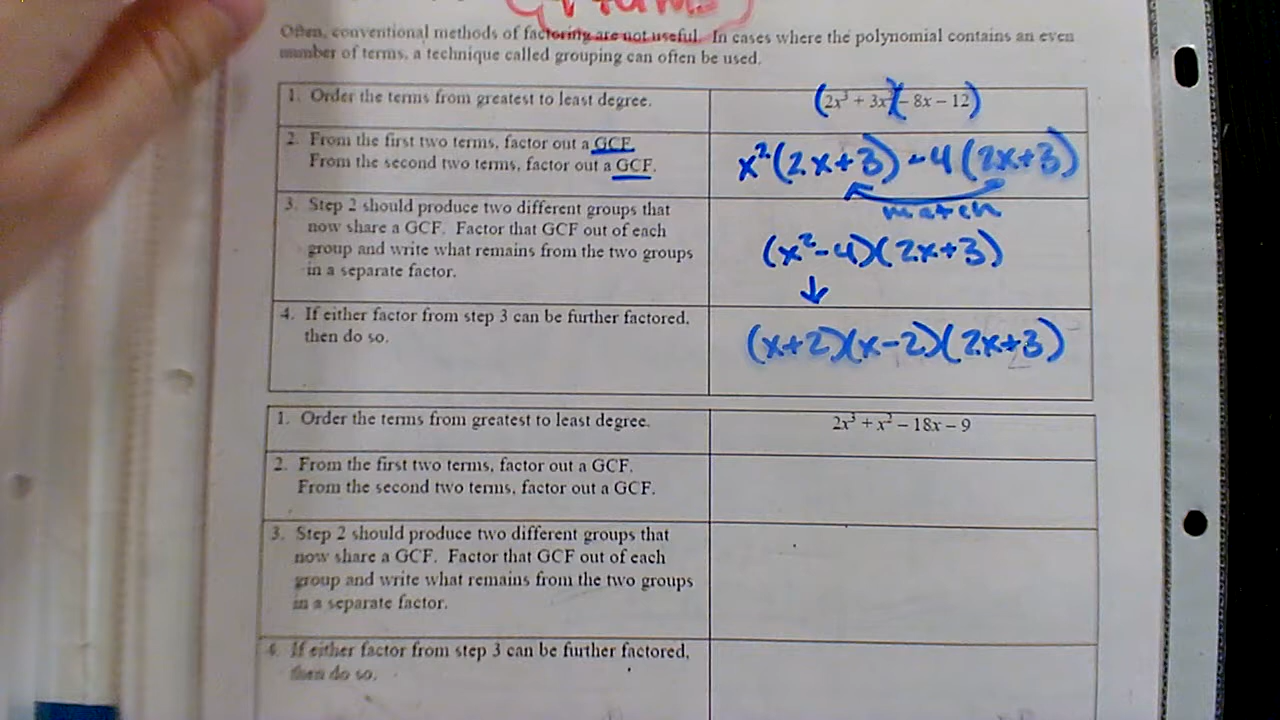 (4 terms)
Often, conventional methods of factoring are not useful. In cases where the polynomial contains an even
number of terms, a technique called grouping can often be used.
1. Order the terms from greatest to least degree.
(2x³ + 3x²)(– 8x – 12)
2. From the first two terms, factor out a GCF.
From the second two terms, factor out a GCF.
x²(2x+3) -4(2x+3)
match
3. Step 2 should produce two different groups that
now share a GCF. Factor that GCF out of each
group and write what remains from the two groups
in a separate factor.
(x²-4)(2x+3)
↓
4. If either factor from step 3 can be further factored,
then do so.
(x+2)(x-2)(2x+3)
1. Order the terms from greatest to least degree.
2x³ + x² – 18x – 9
2. From the first two terms, factor out a GCF.
From the second two terms, factor out a GCF.
3. Step 2 should produce two different groups that
now share a GCF. Factor that GCF out of each
group and write what remains from the two groups
in a separate factor.
4. If either factor from step 3 can be further factored,
then do so.